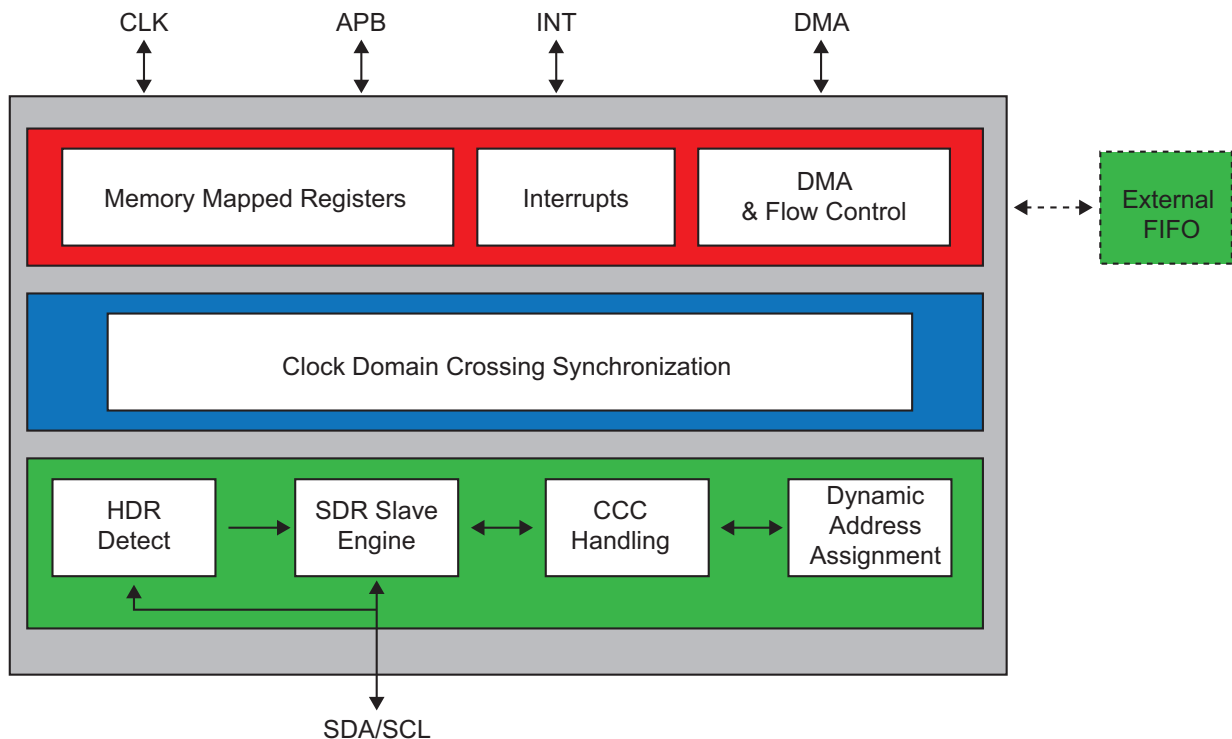 CLK
APB
INT
DMA
Memory Mapped Registers
Interrupts
DMA
& Flow Control
External
FIFO
Clock Domain Crossing Synchronization
HDR
Detect
SDR Slave
Engine
CCC
Handling
Dynamic
Address
Assignment
SDA/SCL